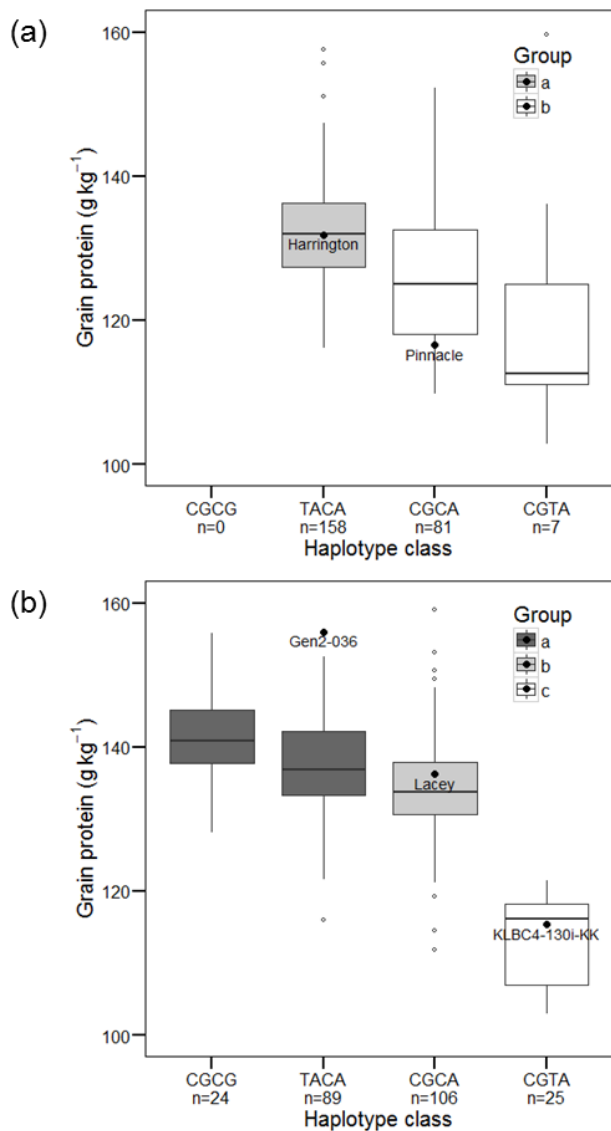 (a)
160
140
120
100
Grain protein (g kg⁻¹)
Group
a
b
Harrington
Pinnacle
CGCG TACA CGCA CGTA
n=0 n=158 n=81 n=7
Haplotype class
(b)
160
140
120
100
Grain protein (g kg⁻¹)
Group
a
b
c
Gen2-036
Lacey
KLBC4-130i-KK
CGCG TACA CGCA CGTA
n=24 n=89 n=106 n=25
Haplotype class